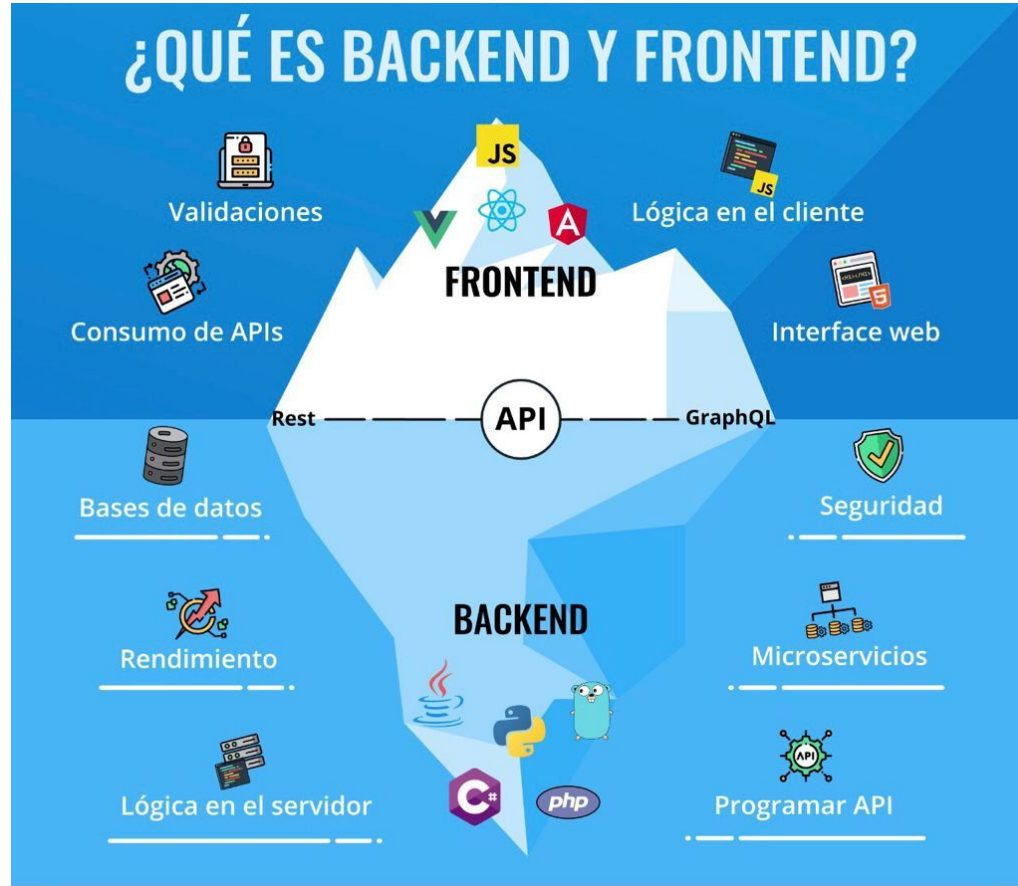 ¿QUÉ ES BACKEND Y FRONTEND?
JS
JS
Validaciones
Lógica en el cliente
A
FRONTEND
5
Consumo de APIs
Interface web
Rest
API
GraphQL
Bases de datos
Seguridad
BACKEND
Rendimiento
Microservicios
API
C#
php
Lógica en el servidor
Programar API